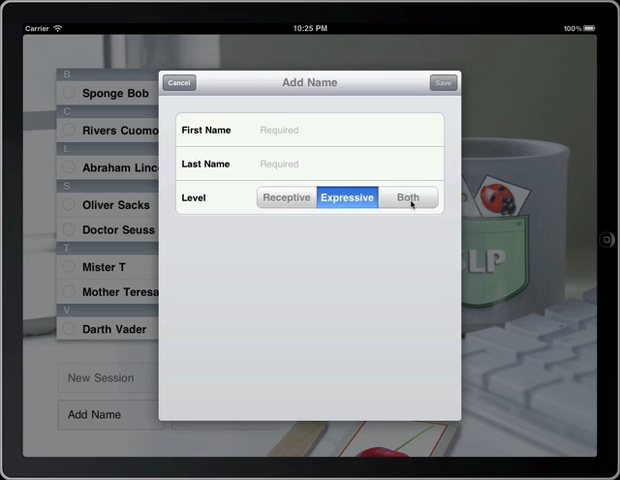 Carrier 10:25 PM 100%
Cancel Add Name Save
First Name Required
Last Name Required
Level Receptive Expressive Both
B
Sponge Bob
C
Rivers Cuomo
L
Abraham Linc
S
Oliver Sacks
Doctor Seuss
T
Mister T
Mother Teresa
V
Darth Vader
New Session
Add Name
LP